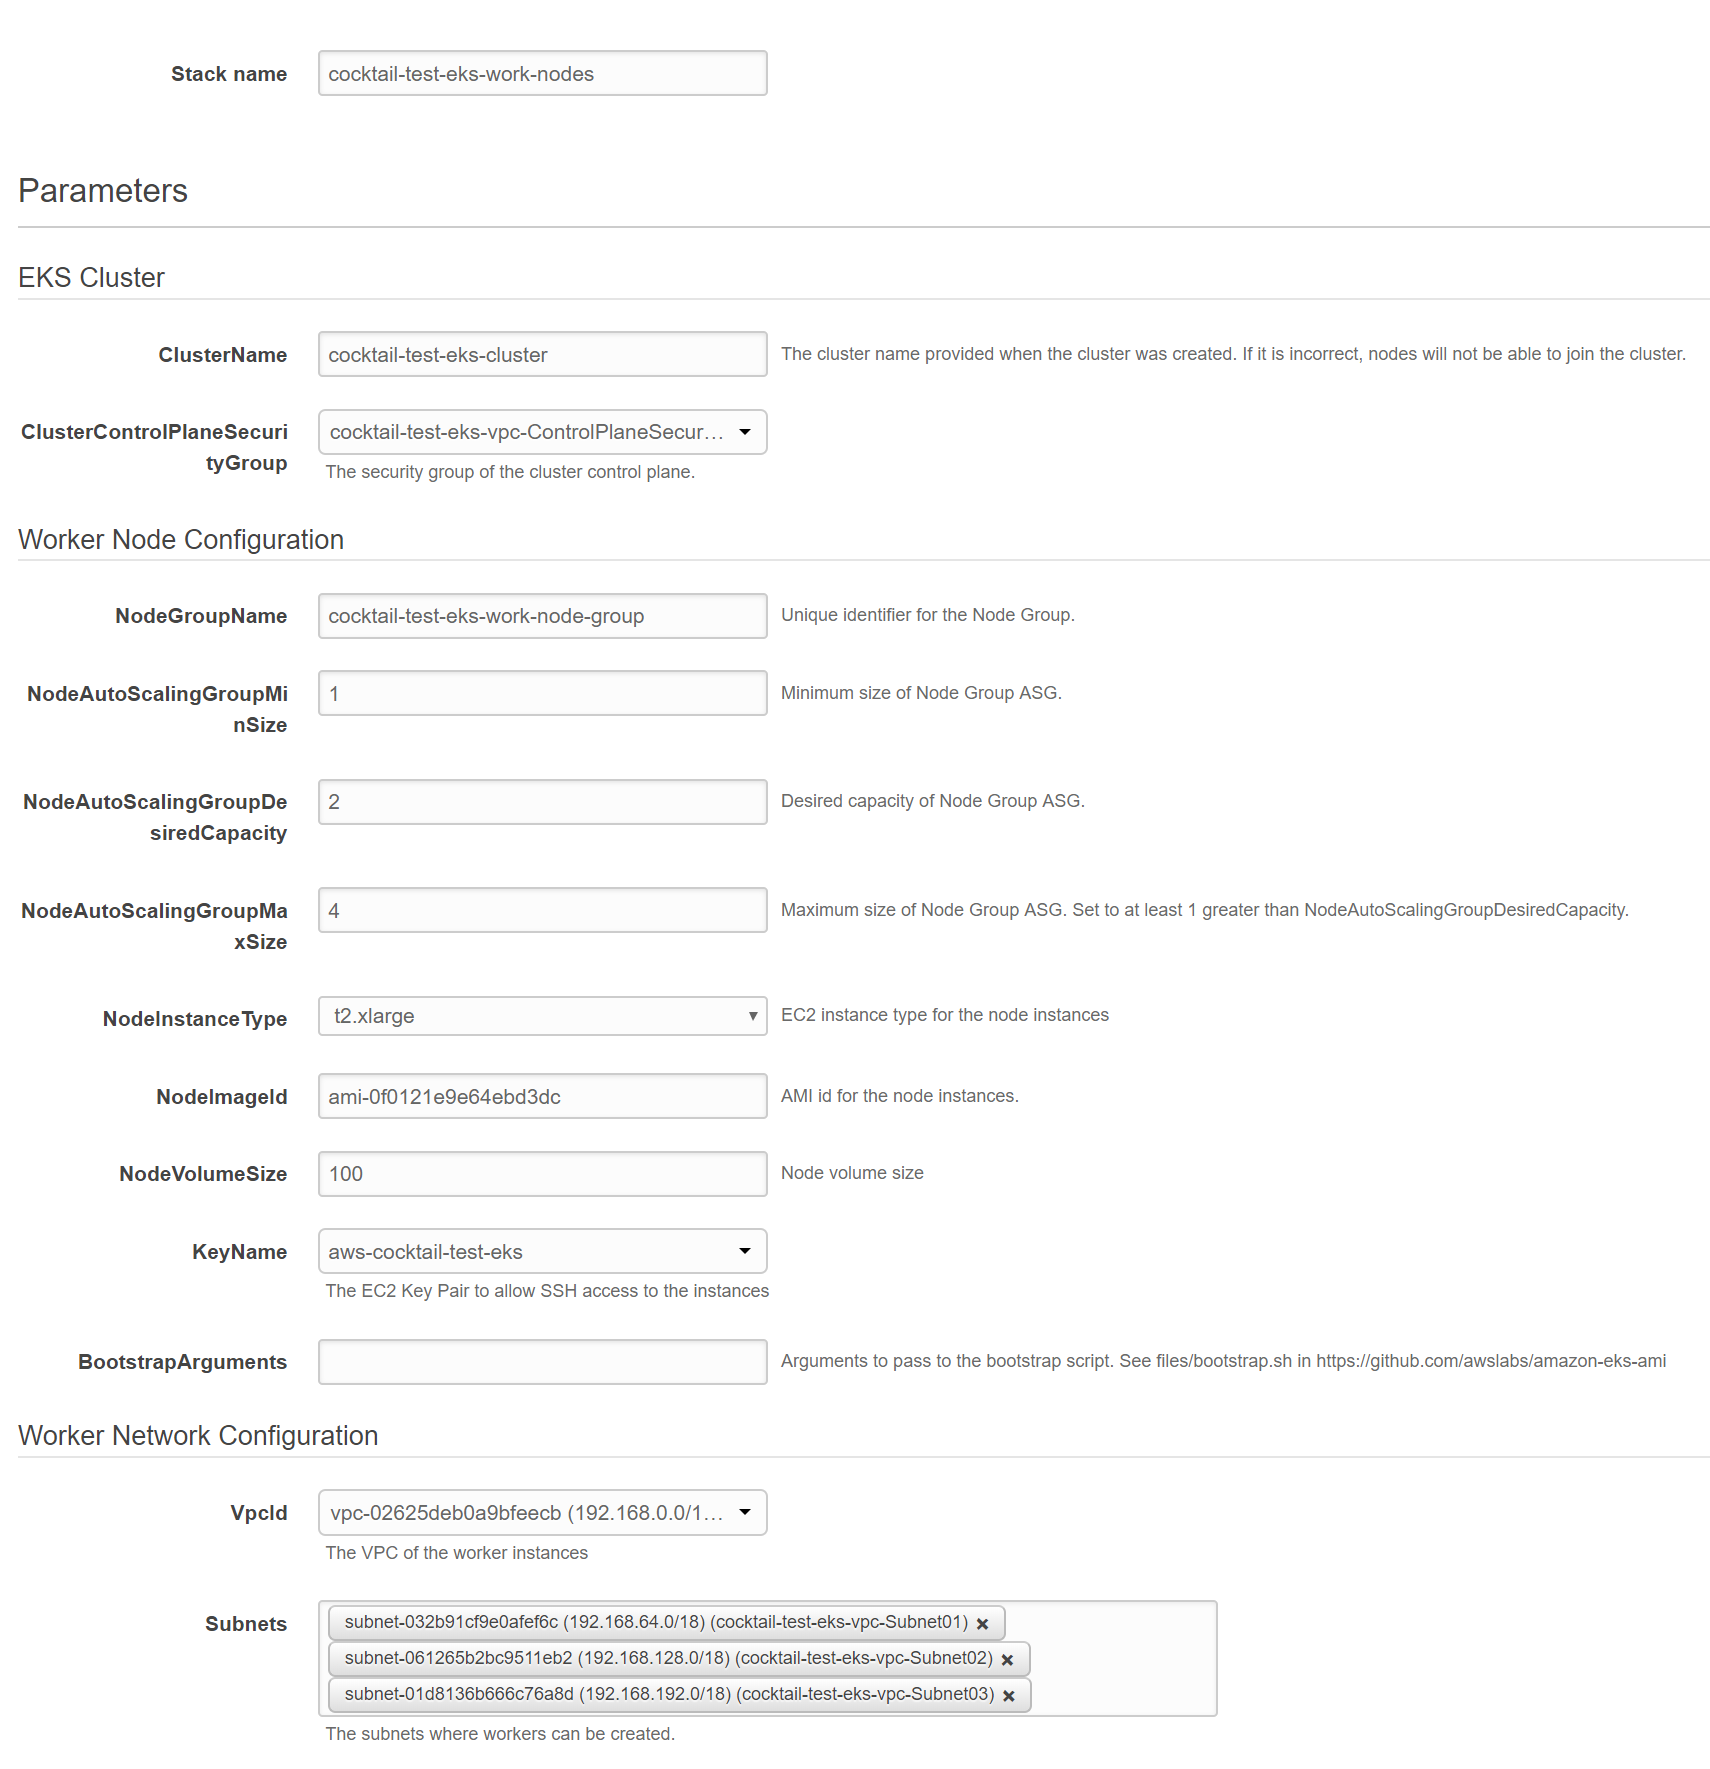 Stack name
cocktail-test-eks-work-nodes
Parameters
EKS Cluster
ClusterName
cocktail-test-eks-cluster
The cluster name provided when the cluster was created. If it is incorrect, nodes will not be able to join the cluster.
ClusterControlPlaneSecuri
tyGroup
cocktail-test-eks-vpc-ControlPlaneSecur...
The security group of the cluster control plane.
Worker Node Configuration
NodeGroupName
cocktail-test-eks-work-node-group
Unique identifier for the Node Group.
NodeAutoScalingGroupMi
nSize
1
Minimum size of Node Group ASG.
NodeAutoScalingGroupDe
siredCapacity
2
Desired capacity of Node Group ASG.
NodeAutoScalingGroupMa
xSize
4
Maximum size of Node Group ASG. Set to at least 1 greater than NodeAutoScalingGroupDesiredCapacity.
NodeInstanceType
t2.xlarge
EC2 instance type for the node instances
NodeImageId
ami-0f0121e9e64ebd3dc
AMI id for the node instances.
NodeVolumeSize
100
Node volume size
KeyName
aws-cocktail-test-eks
The EC2 Key Pair to allow SSH access to the instances
BootstrapArguments
Arguments to pass to the bootstrap script. See files/bootstrap.sh in https://github.com/awslabs/amazon-eks-ami
Worker Network Configuration
VpcId
vpc-02625deb0a9bfeecb (192.168.0.0/1...
The VPC of the worker instances
Subnets
subnet-032b91cf9e0afef6c (192.168.64.0/18) (cocktail-test-eks-vpc-Subnet01)
subnet-061265b2bc9511eb2 (192.168.128.0/18) (cocktail-test-eks-vpc-Subnet02)
subnet-01d8136b666c76a8d (192.168.192.0/18) (cocktail-test-eks-vpc-Subnet03)
The subnets where workers can be created.